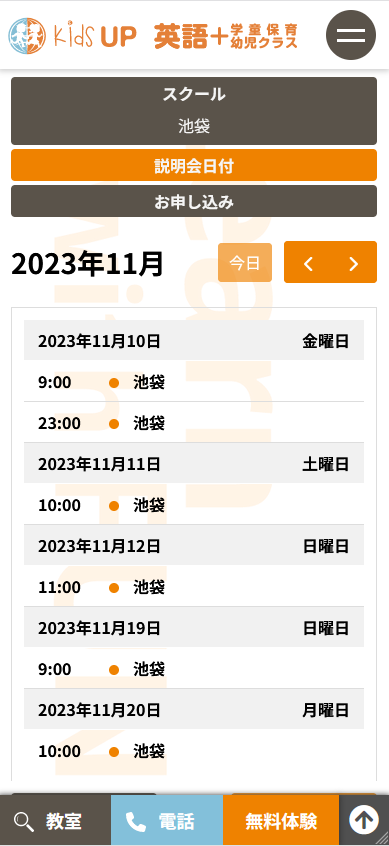 Kids UP 英語+学童保育
幼児クラス
スクール
池袋
説明会日付
お申し込み
2023年11月 今日
2023年11月10日 金曜日
9:00 池袋
23:00 池袋
2023年11月11日 土曜日
10:00 池袋
2023年11月12日 日曜日
11:00 池袋
2023年11月19日 日曜日
9:00 池袋
2023年11月20日 月曜日
10:00 池袋
教室 電話 無料体験